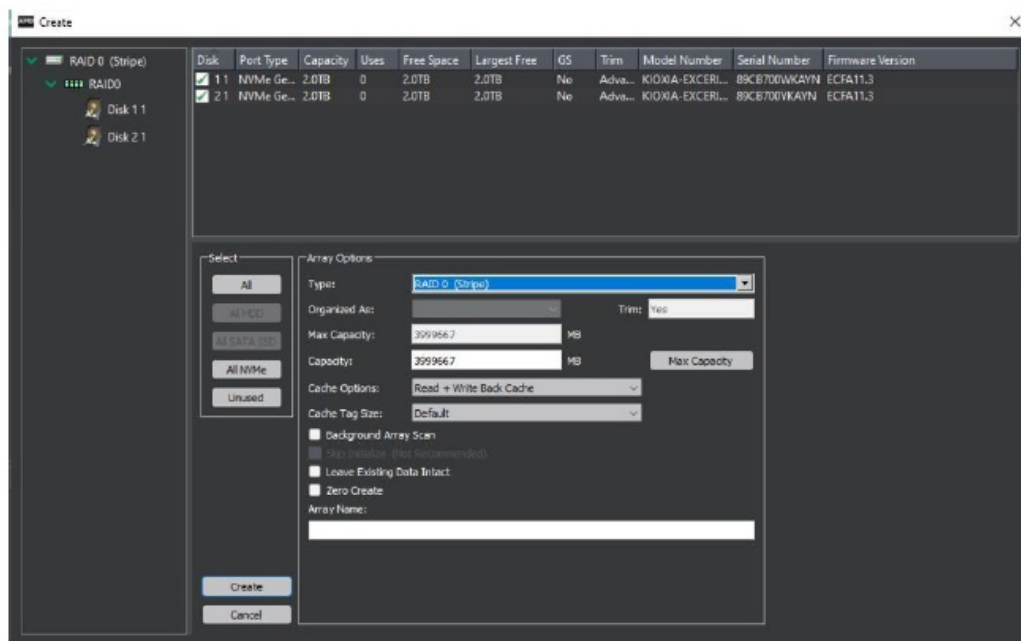 AMD Create
RAID 0 (Stripe)
RAID0
Disk 1 1
Disk 2 1
Disk Port Type Capacity Uses Free Space Largest Free GS Trim Model Number Serial Number Firmware Version
1 1 NVMe Ge... 2.0TB 0 2.0TB 2.0TB No Adva... KIOXIA-EXCERI... 89CB700WKAYN ECFA11.3
2 1 NVMe Ge... 2.0TB 0 2.0TB 2.0TB No Adva... KIOXIA-EXCERI... 89CB700VKAYN ECFA11.3
Select
All
All HDD
All SATA SSD
All NVMe
Unused
Create
Cancel
Array Options
Type: RAID 0 (Stripe)
Organized As: Trim: Yes
Max Capacity: 3999667 MB
Capacity: 3999667 MB Max Capacity
Cache Options: Read + Write Back Cache
Cache Tag Size: Default
Background Array Scan
Skip Initialize (Not Recommended)
Leave Existing Data Intact
Zero Create
Array Name: